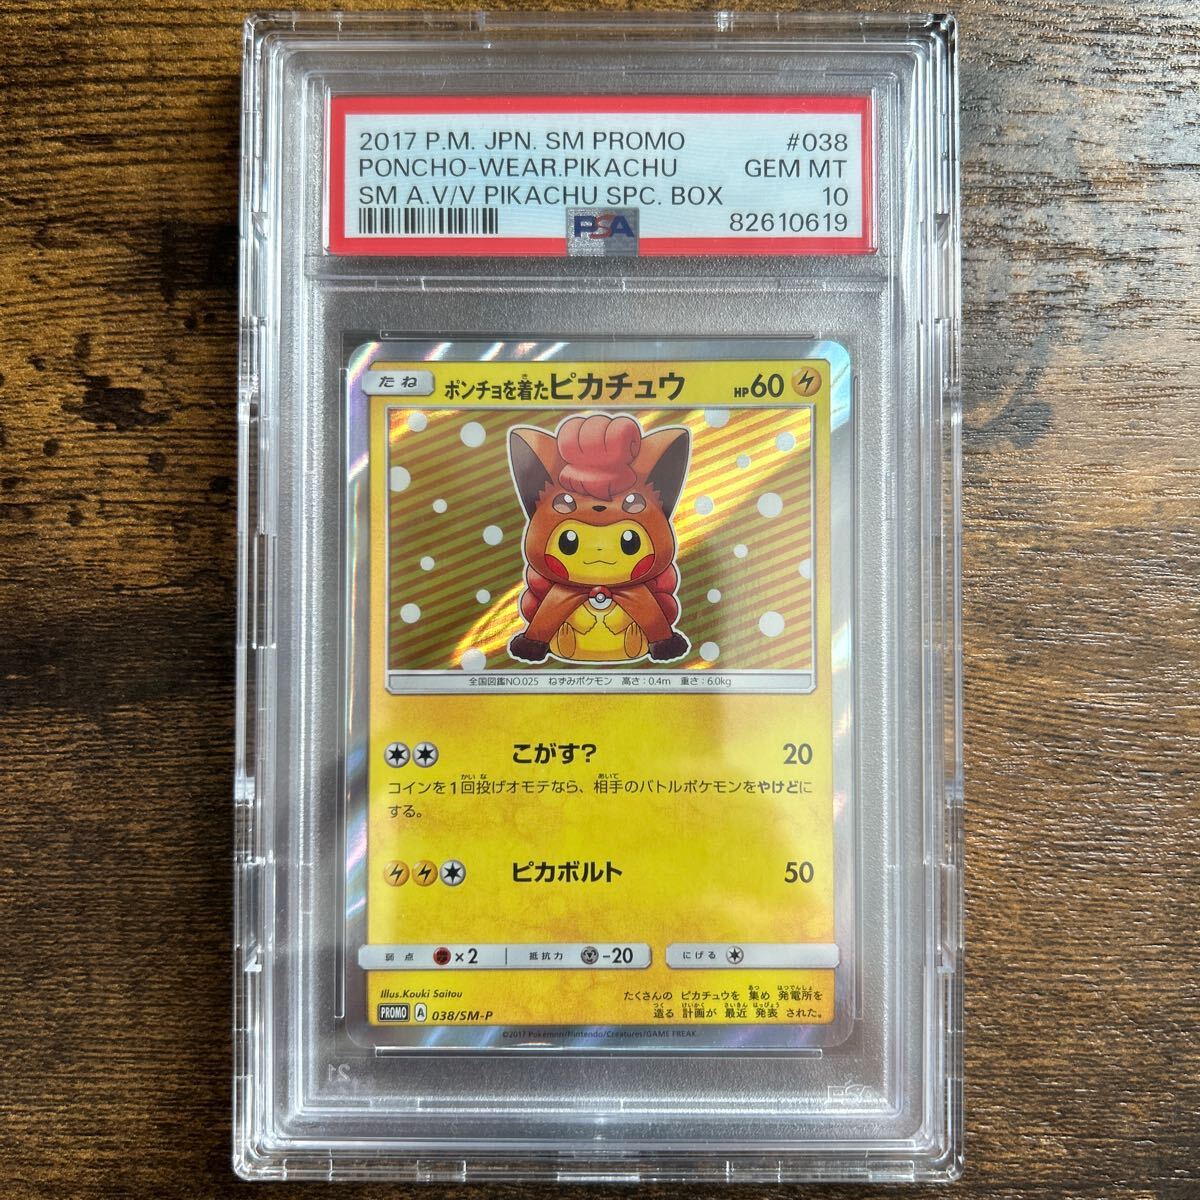 2017 P.M. JPN. SM PROMO #038
PONCHO-WEAR.PIKACHU GEM MT
SM A.V/V PIKACHU SPC. BOX 10
82610619
PSA
たね ポンチョを着たピカチュウ HP60
全国図鑑NO.025 ねずみポケモン 高さ:0.4m 重さ:6.0kg
こがす? 20
コインを1回投げオモテなら、相手のバトルポケモンをやけどに
する。
ピカボルト 50
弱点 ×2 抵抗力 -20 にげる
Illus.Kouki Saitou
PROMO A 038/SM-P
たくさんの ピカチュウを 集め 発電所を
造る 計画が 最近 発表 された。
©2017 Pokémon/Nintendo/Creatures/GAME FREAK.
21